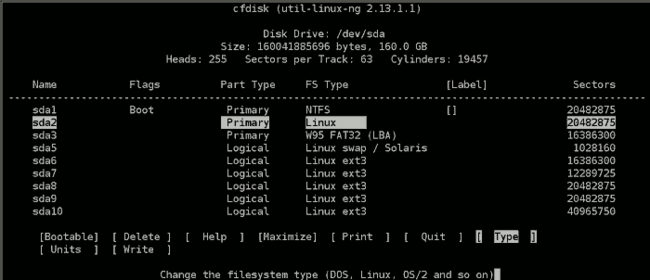 cfdisk (util-linux-ng 2.13.1.1)
Disk Drive: /dev/sda
Size: 160041885696 bytes, 160.0 GB
Heads: 255 Sectors per Track: 63 Cylinders: 19457
Name Flags Part Type FS Type [Label] Sectors
sda1 Boot Primary NTFS [] 20482875
sda2 Primary Linux 20482875
sda3 Primary W95 FAT32 (LBA) 16386300
sda5 Logical Linux swap / Solaris 1028160
sda6 Logical Linux ext3 16386300
sda7 Logical Linux ext3 12289725
sda8 Logical Linux ext3 20482875
sda9 Logical Linux ext3 20482875
sda10 Logical Linux ext3 40965750
[Bootable] [ Delete ] [ Help ] [Maximize] [ Print ] [ Quit ] [ Type ]
[ Units ] [ Write ]
Change the filesystem type (DOS, Linux, OS/2 and so on)